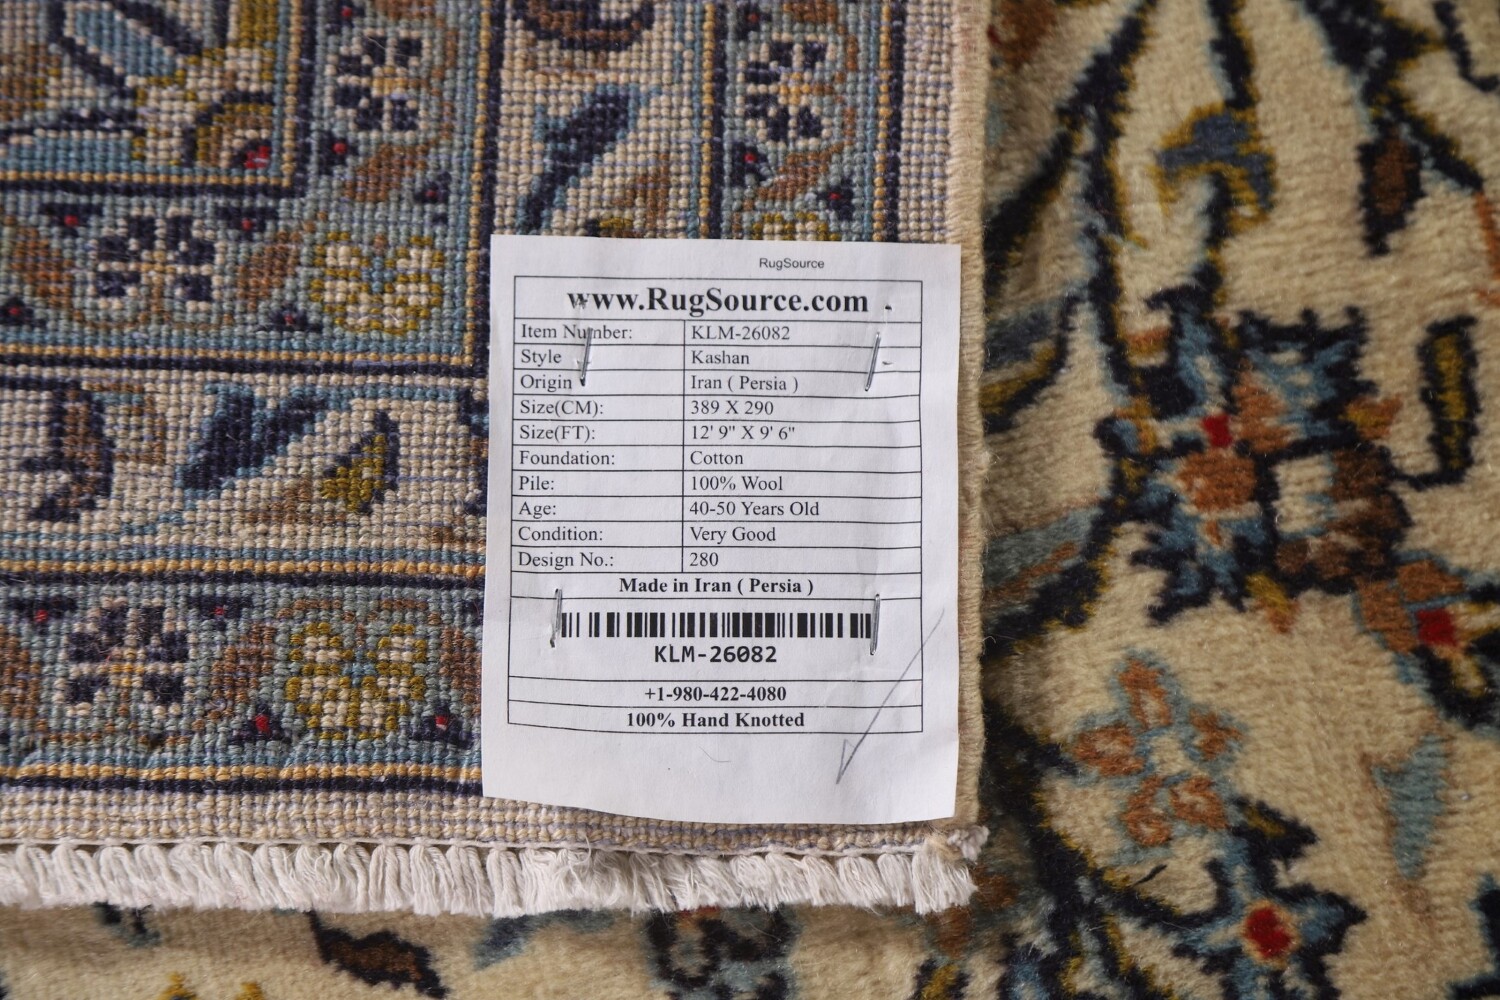 RugSource
www.RugSource.com
Item Number: KLM-26082
Style Kashan
Origin Iran ( Persia )
Size(CM): 389 X 290
Size(FT): 12' 9" X 9' 6"
Foundation: Cotton
Pile: 100% Wool
Age: 40-50 Years Old
Condition: Very Good
Design No.: 280
Made in Iran ( Persia )
KLM-26082
+1-980-422-4080
100% Hand Knotted